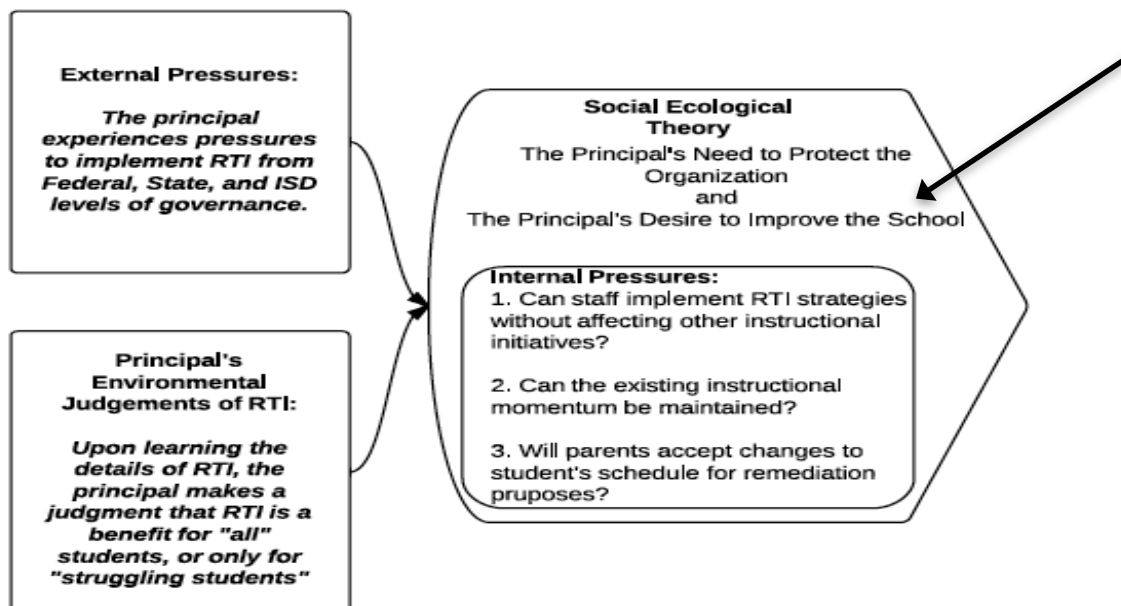 External Pressures:
The principal
experiences pressures
to implement RTI from
Federal, State, and ISD
levels of governance.
Principal's
Environmental
Judgements of RTI:
Upon learning the
details of RTI, the
principal makes a
judgment that RTI is a
benefit for "all"
students, or only for
"struggling students"
Social Ecological
Theory
The Principal's Need to Protect the
Organization
and
The Principal's Desire to Improve the School
Internal Pressures:
1. Can staff implement RTI strategies
without affecting other instructional
initiatives?
2. Can the existing instructional
momentum be maintained?
3. Will parents accept changes to
student's schedule for remediation
pruposes?